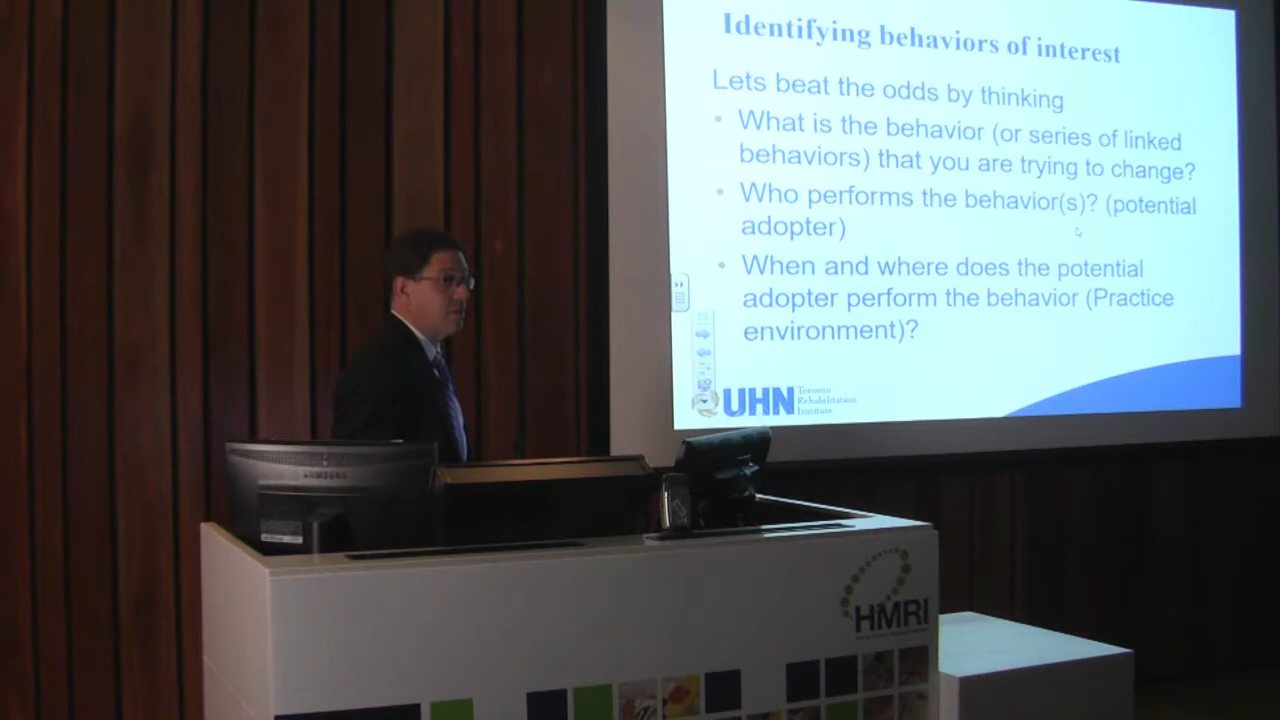 Identifying behaviors of interest
Lets beat the odds by thinking
• What is the behavior (or series of linked
behaviors) that you are trying to change?
• Who performs the behavior(s)? (potential
adopter)
• When and where does the potential
adopter perform the behavior (Practice
environment)?
UHN
Toronto
Rehabilitation
Institute
SAMSUNG
HMRI